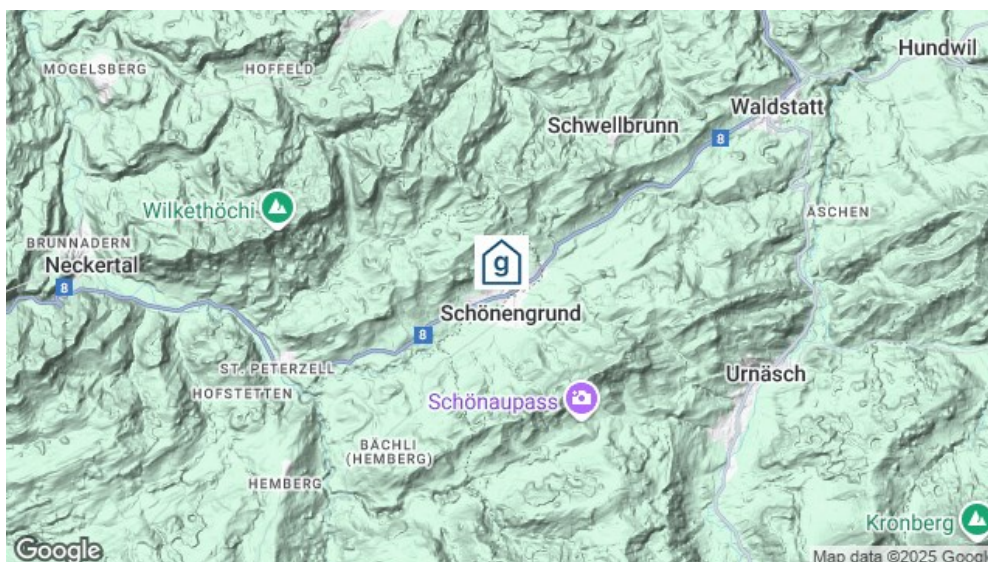 Hundwil
MOGELSBERG
HOFFELD
Waldstatt
Schwellbrunn
8
Wilkethöchi
ÄSCHEN
BRUNNADERN
Neckertal
g
8
Schönengrund
8
ST. PETERZELL
Urnäsch
HOFSTETTEN
Schönaupass
BÄCHLI
(HEMBERG)
HEMBERG
Kronberg
Google
Map data ©2025 Google